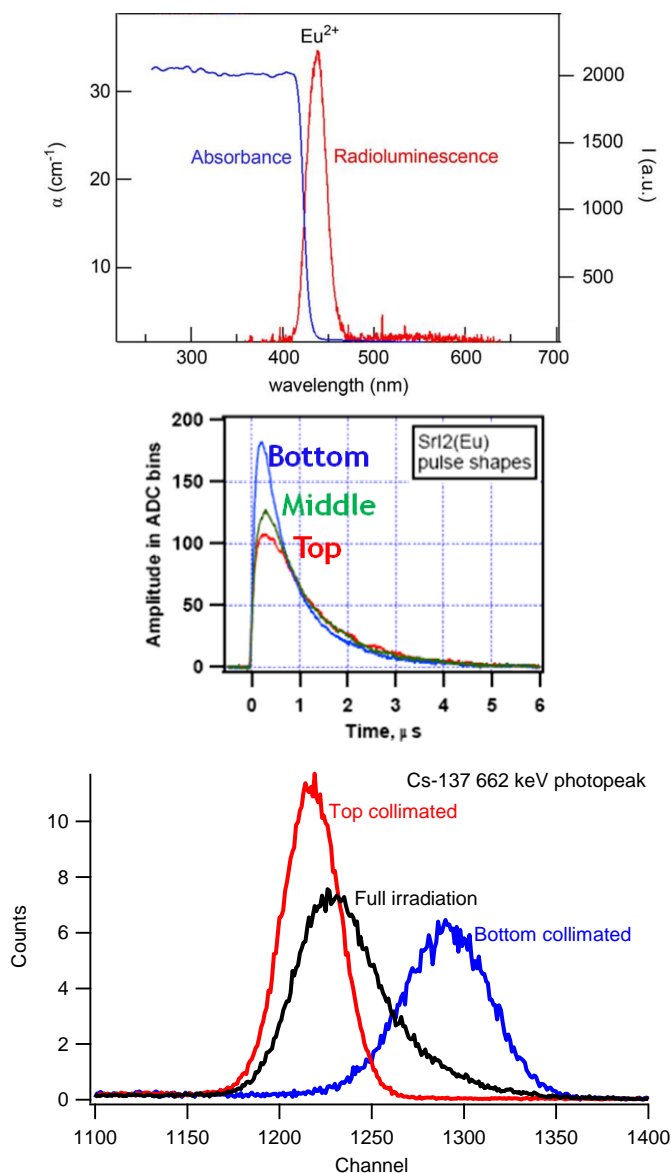 Eu²⁺
30
20
10
α (cm⁻¹)
Absorbance
Radioluminescence
2000
1500
1000
500
I (a.u.)
300 400 500 600 700
wavelength (nm)
200
150
100
50
0
Amplitude in ADC bins
SrI2(Eu)
pulse shapes
Bottom
Middle
Top
0 1 2 3 4 5 6
Time, μ s
Cs-137 662 keV photopeak
Top collimated
Full irradiation
Bottom collimated
10
8
6
4
2
0
Counts
1100 1150 1200 1250 1300 1350 1400
Channel